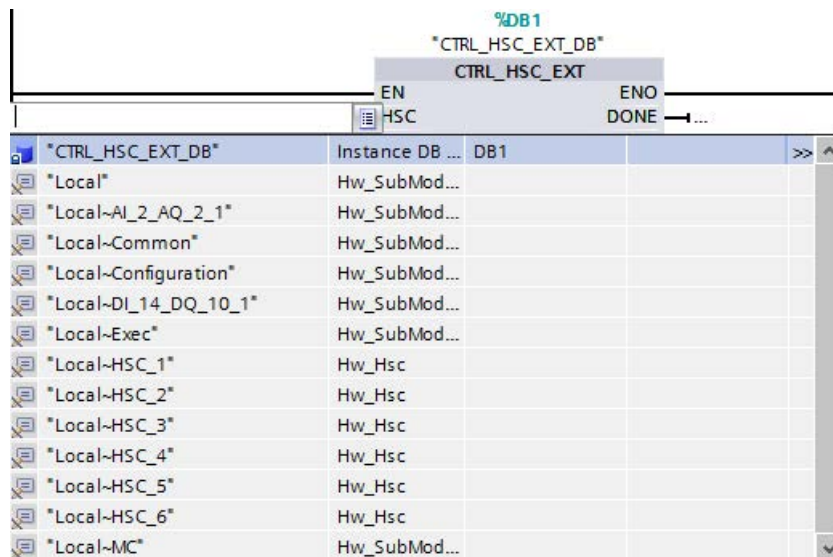 %DB1
"CTRL_HSC_EXT_DB"
CTRL_HSC_EXT
EN ENO
HSC DONE ...
"CTRL_HSC_EXT_DB" Instance DB ... DB1 >>
"Local" Hw_SubMod...
"Local~AI_2_AQ_2_1" Hw_SubMod...
"Local~Common" Hw_SubMod...
"Local~Configuration" Hw_SubMod...
"Local~DI_14_DQ_10_1" Hw_SubMod...
"Local~Exec" Hw_SubMod...
"Local~HSC_1" Hw_Hsc
"Local~HSC_2" Hw_Hsc
"Local~HSC_3" Hw_Hsc
"Local~HSC_4" Hw_Hsc
"Local~HSC_5" Hw_Hsc
"Local~HSC_6" Hw_Hsc
"Local~MC" Hw_SubMod...